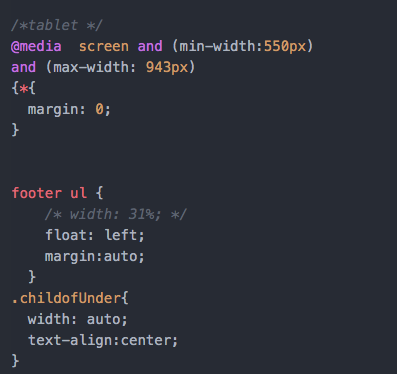 /*tablet */
@media  screen and (min-width:550px)
and (max-width: 943px)
{*{
  margin: 0;
}
footer ul {
    /* width: 31%; */
    float: left;
    margin:auto;
  }
.childofUnder{
  width: auto;
  text-align:center;
}